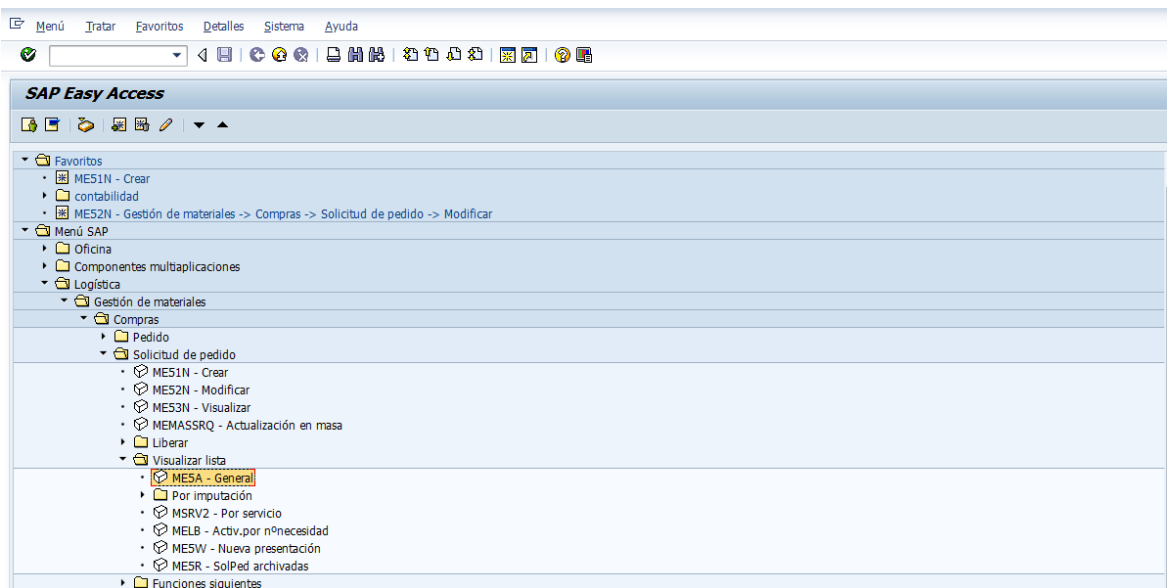 Menú Tratar Favoritos Detalles Sistema Ayuda
SAP Easy Access
Favoritos
ME51N - Crear
contabilidad
ME52N - Gestión de materiales -> Compras -> Solicitud de pedido -> Modificar
Menú SAP
Oficina
Componentes multiaplicaciones
Logística
Gestión de materiales
Compras
Pedido
Solicitud de pedido
ME51N - Crear
ME52N - Modificar
ME53N - Visualizar
MEMASSRQ - Actualización en masa
Liberar
Visualizar lista
ME5A - General
Por imputación
MSRV2 - Por servicio
MELB - Activ.por nºnecesidad
ME5W - Nueva presentación
ME5R - SolPed archivadas
Funciones siguientes